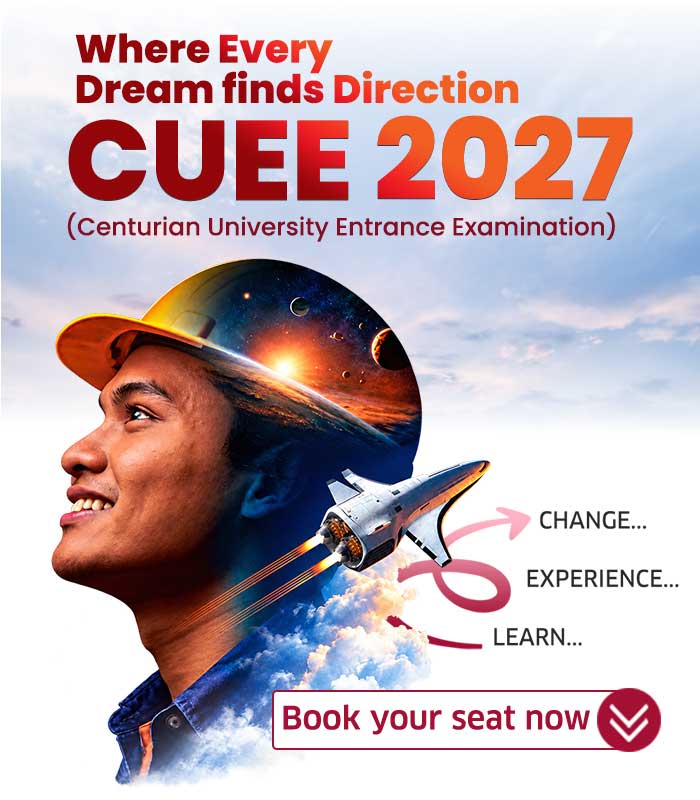 Where Every
Dream finds Direction
CUEE 2027
(Centurian University Entrance Examination)
CHANGE...
EXPERIENCE...
LEARN...
Book your seat now